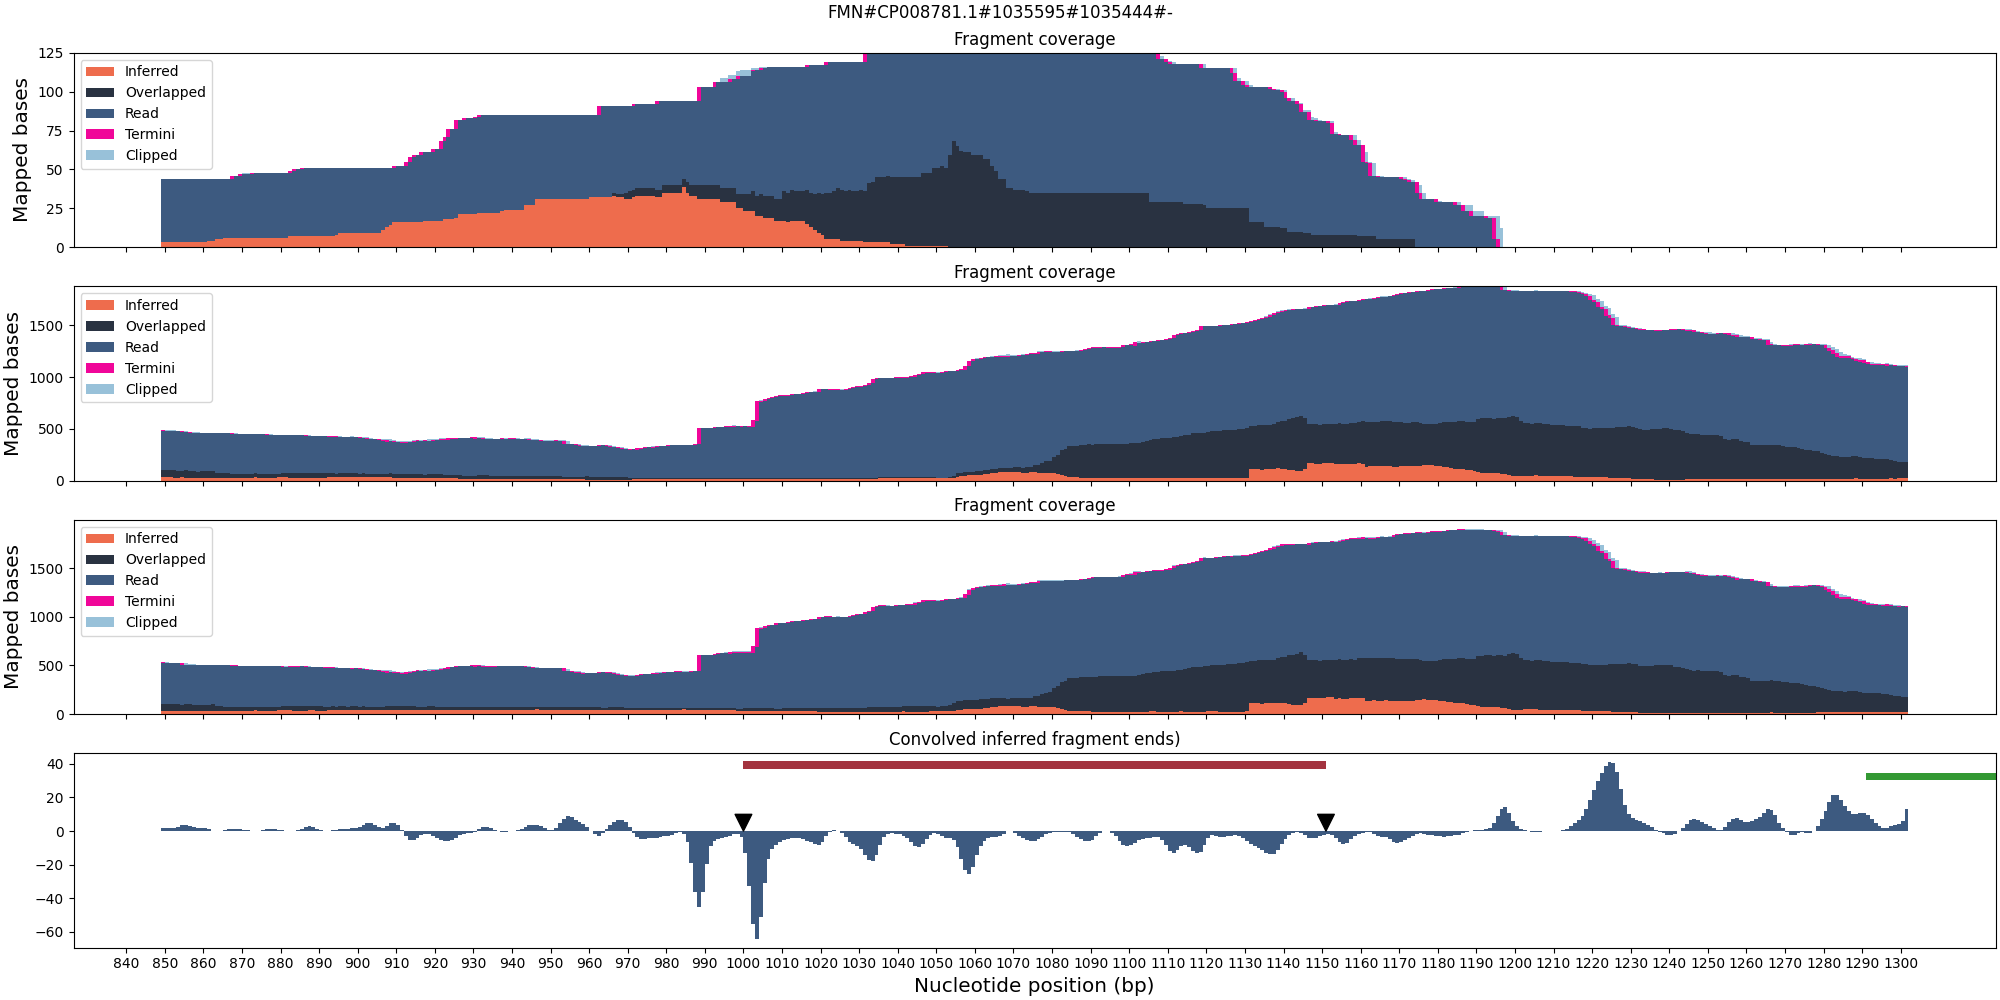 FMN#CP008781.1#1035595#1035444#-
Fragment coverage
125
100
75
50
25
0
Mapped bases
Inferred
Overlapped
Read
Termini
Clipped
Fragment coverage
1500
1000
500
0
Mapped bases
Inferred
Overlapped
Read
Termini
Clipped
Fragment coverage
1500
1000
500
0
Mapped bases
Inferred
Overlapped
Read
Termini
Clipped
Convolved inferred fragment ends)
40
20
0
−20
−40
−60
840 850 860 870 880 890 900 910 920 930 940 950 960 970 980 990 1000 1010 1020 1030 1040 1050 1060 1070 1080 1090 1100 1110 1120 1130 1140 1150 1160 1170 1180 1190 1200 1210 1220 1230 1240 1250 1260 1270 1280 1290 1300
Nucleotide position (bp)